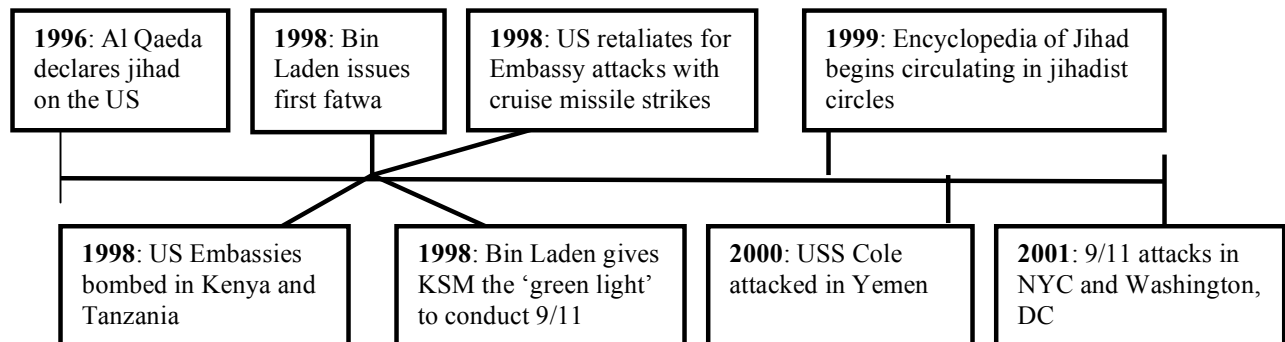 1996: Al Qaeda
declares jihad
on the US
1998: Bin
Laden issues
first fatwa
1998: US retaliates for
Embassy attacks with
cruise missile strikes
1999: Encyclopedia of Jihad
begins circulating in jihadist
circles
1998: US Embassies
bombed in Kenya and
Tanzania
1998: Bin Laden gives
KSM the ‘green light’
to conduct 9/11
2000: USS Cole
attacked in Yemen
2001: 9/11 attacks in
NYC and Washington,
DC